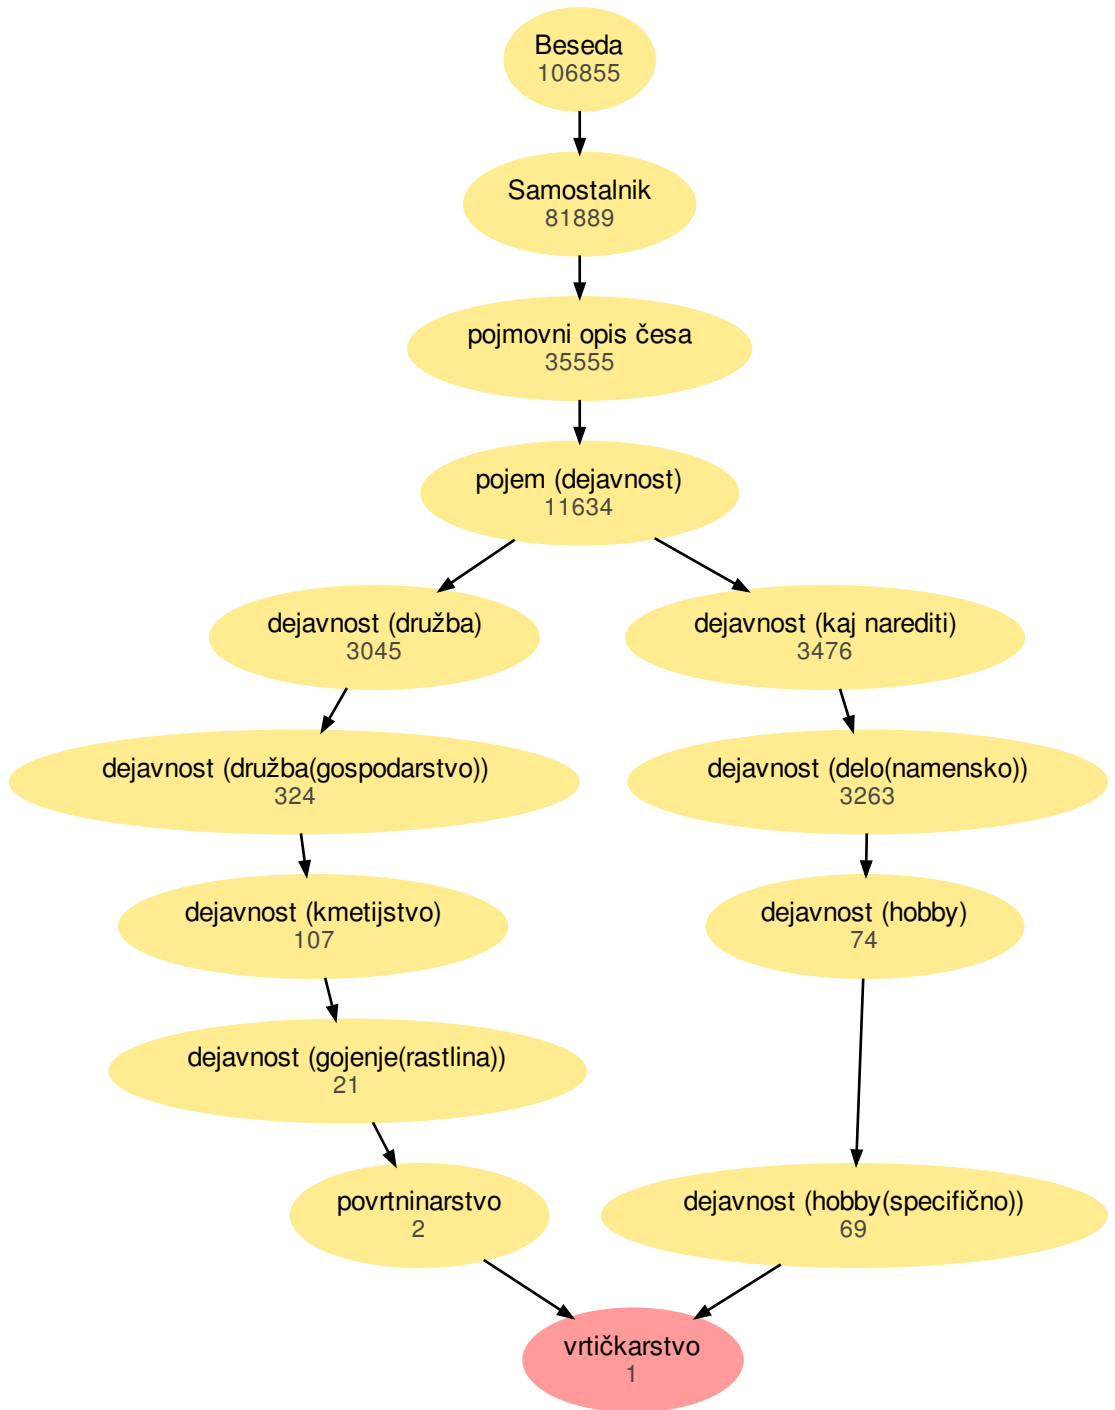 Beseda
106855
Samostalnik
81889
pojmovni opis česa
35555
pojem (dejavnost)
11634
dejavnost (družba)
3045
dejavnost (kaj narediti)
3476
dejavnost (družba(gospodarstvo))
324
dejavnost (delo(namensko))
3263
dejavnost (kmetijstvo)
107
dejavnost (hobby)
74
dejavnost (gojenje(rastlina))
21
povrtninarstvo
2
dejavnost (hobby(specifično))
69
vrtičkarstvo
1